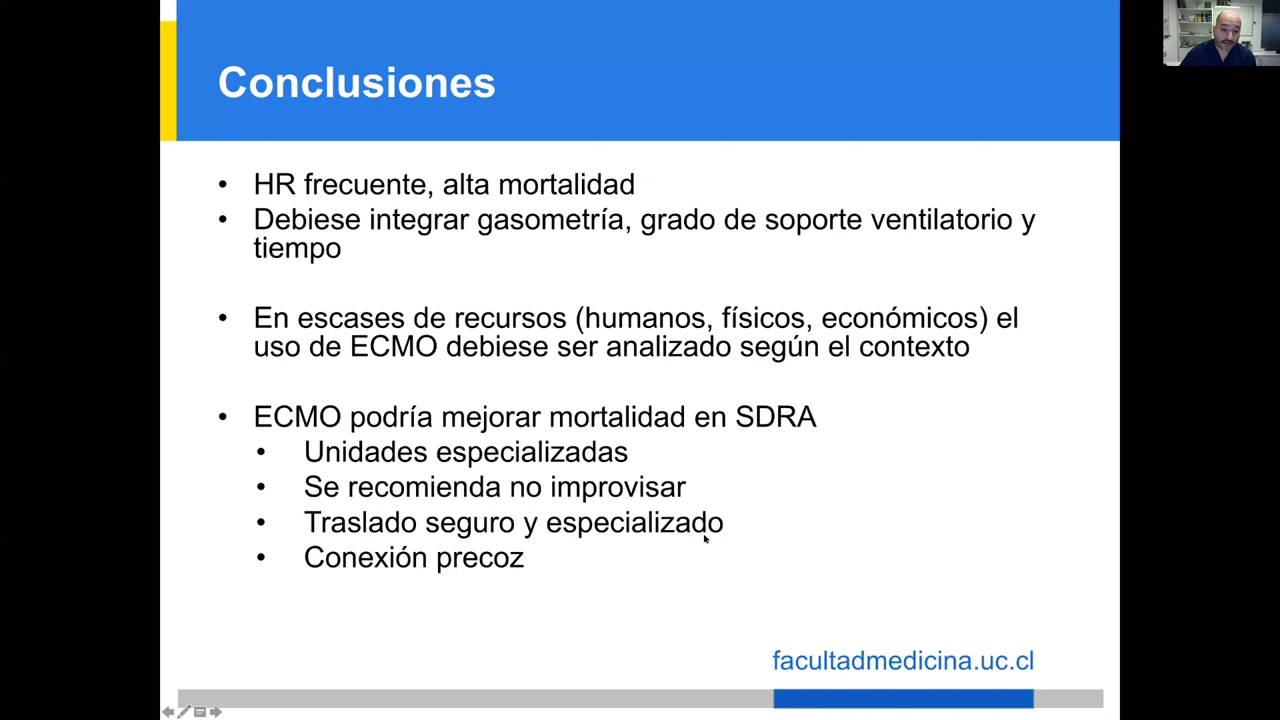 Conclusiones
• HR frecuente, alta mortalidad
• Debiese integrar gasometría, grado de soporte ventilatorio y
tiempo
• En escases de recursos (humanos, físicos, económicos) el
uso de ECMO debiese ser analizado según el contexto
• ECMO podría mejorar mortalidad en SDRA
• Unidades especializadas
• Se recomienda no improvisar
• Traslado seguro y especializado
• Conexión precoz
facultadmedicina.uc.cl